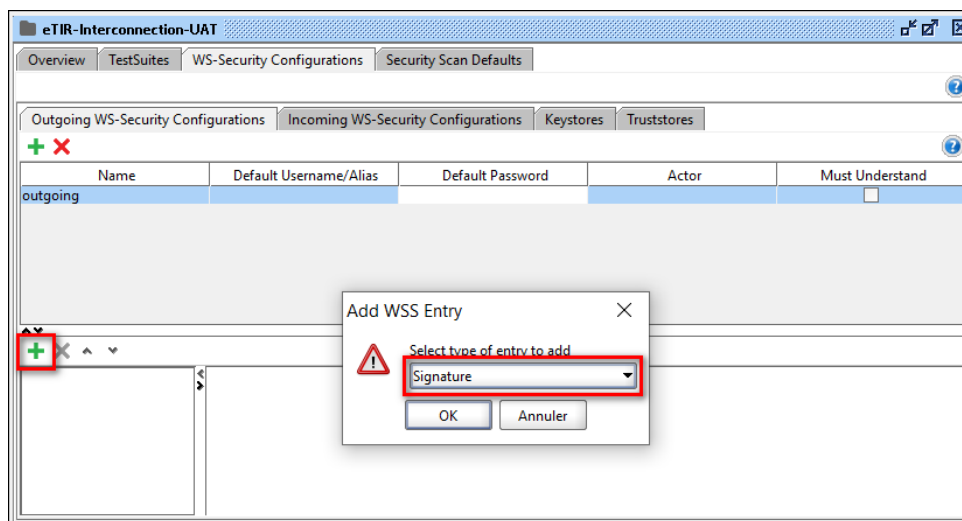 eTIR-Interconnection-UAT
Overview TestSuites WS-Security Configurations Security Scan Defaults
?
Outgoing WS-Security Configurations Incoming WS-Security Configurations Keystores Truststores
?
Name Default Username/Alias Default Password Actor Must Understand
outgoing
Add WSS Entry
Select type of entry to add
Signature
OK Annuler